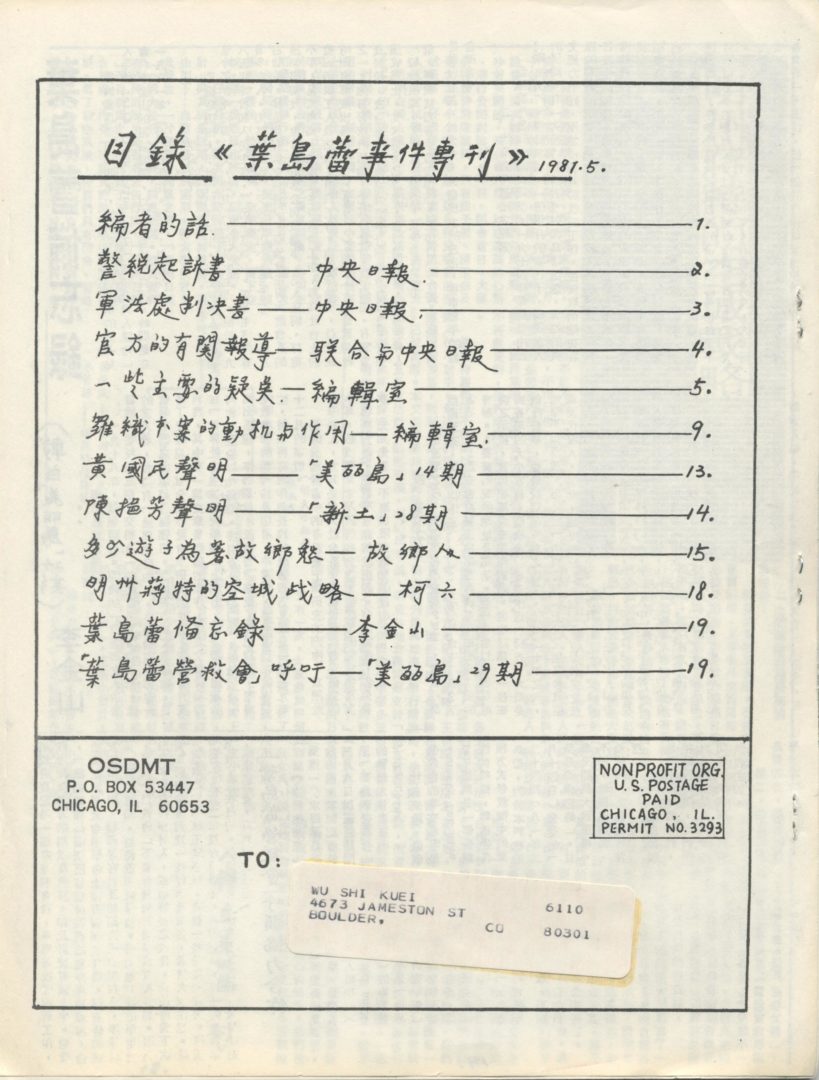 目錄《葉島蕾事件專刊》1981.5.
編者的話. 1.
警總起訴書 中央日報. 2.
軍法處判决書 中央日報. 3.
官方的有関報導 联合与中央日報 4.
一些主要的疑奌. 編輯室 5.
羅織本案的動机与作用 編輯室. 9.
黃國民聲明 「美丽島」14期 13.
陳挹芳聲明 「新土」28期 14.
多少遊子為著故鄉愁 故鄉人 15.
明州蔣特的空城战略 柯六 18.
葉島蕾俻忘錄 李金山 19.
「葉島蕾營救會」呼吁 「美丽島」29期 19.
OSDMT
P. O. BOX 53447
CHICAGO, IL 60653
NONPROFIT ORG.
U.S. POSTAGE
PAID
CHICAGO, IL.
PERMIT NO.3293
TO:
WU SHI KUEI
4673 JAMESTON ST 6110
BOULDER, CO 80301